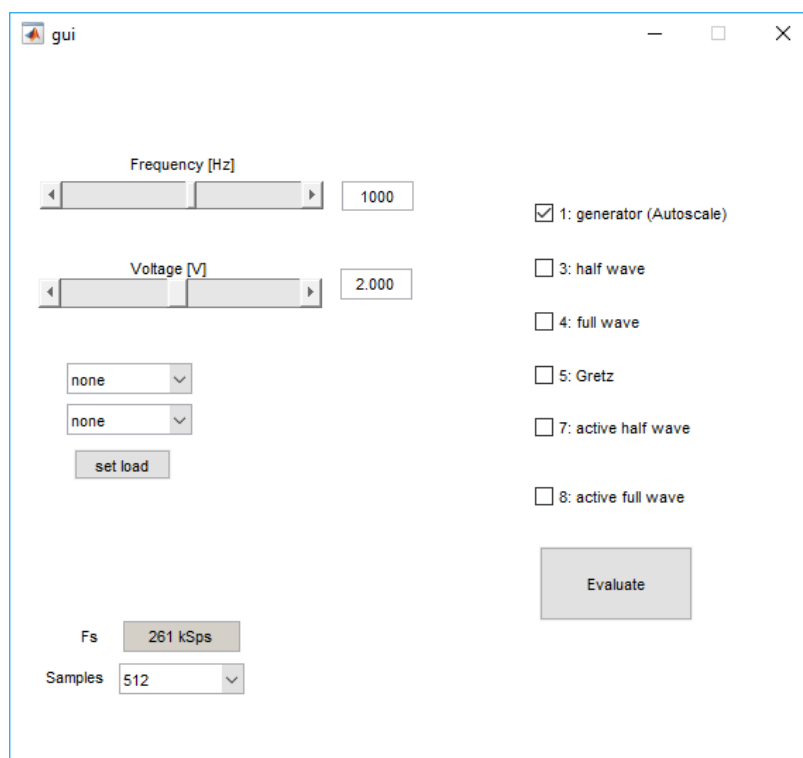 gui
Frequency [Hz]
1000
1: generator (Autoscale)
Voltage [V]
2.000
3: half wave
4: full wave
none
5: Gretz
none
7: active half wave
set load
8: active full wave
Evaluate
Fs
261 kSps
Samples
512